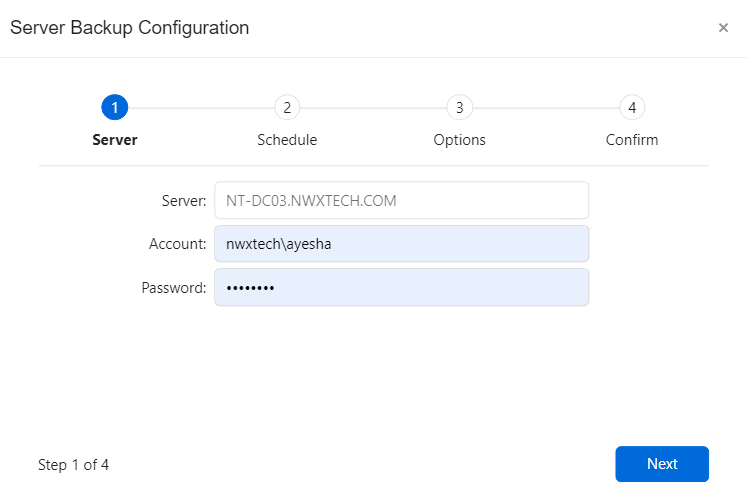 Server Backup Configuration ×
1 2 3 4
Server Schedule Options Confirm
Server: NT-DC03.NWXTECH.COM
Account: nwxtech\ayesha
Password: ••••••••
Step 1 of 4 Next